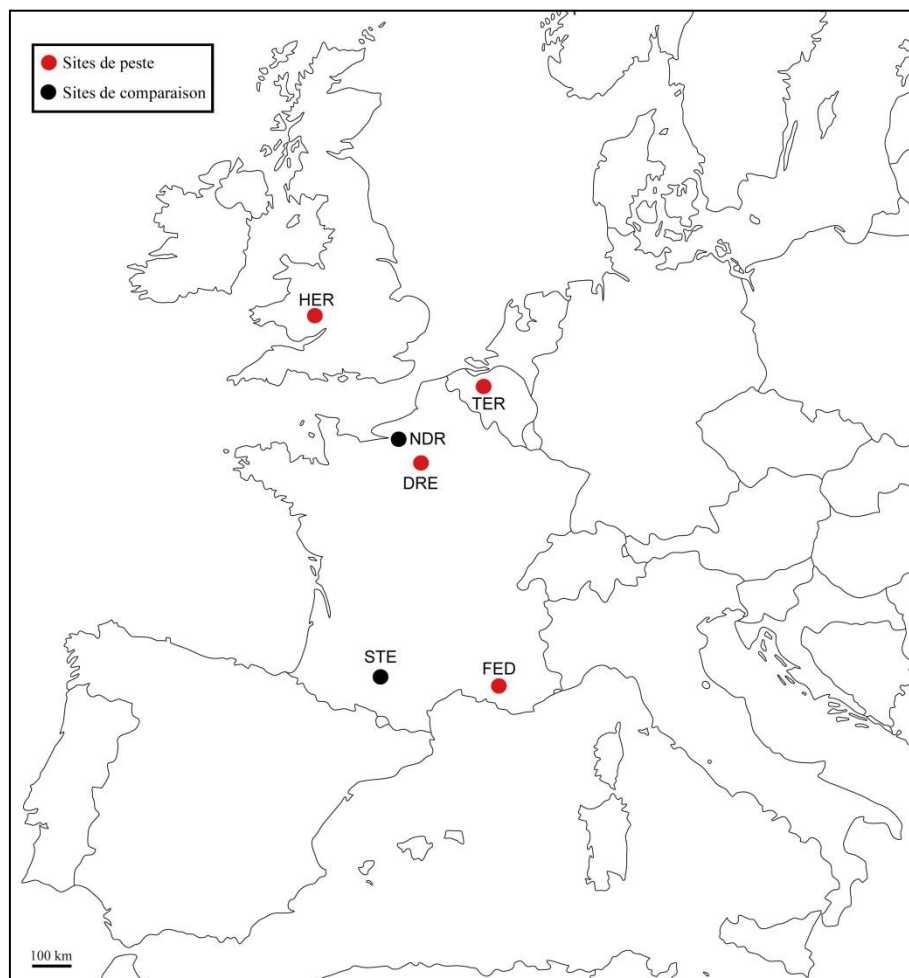 Sites de peste
Sites de comparaison
HER
TER
NDR
DRE
STE
FED
100 km